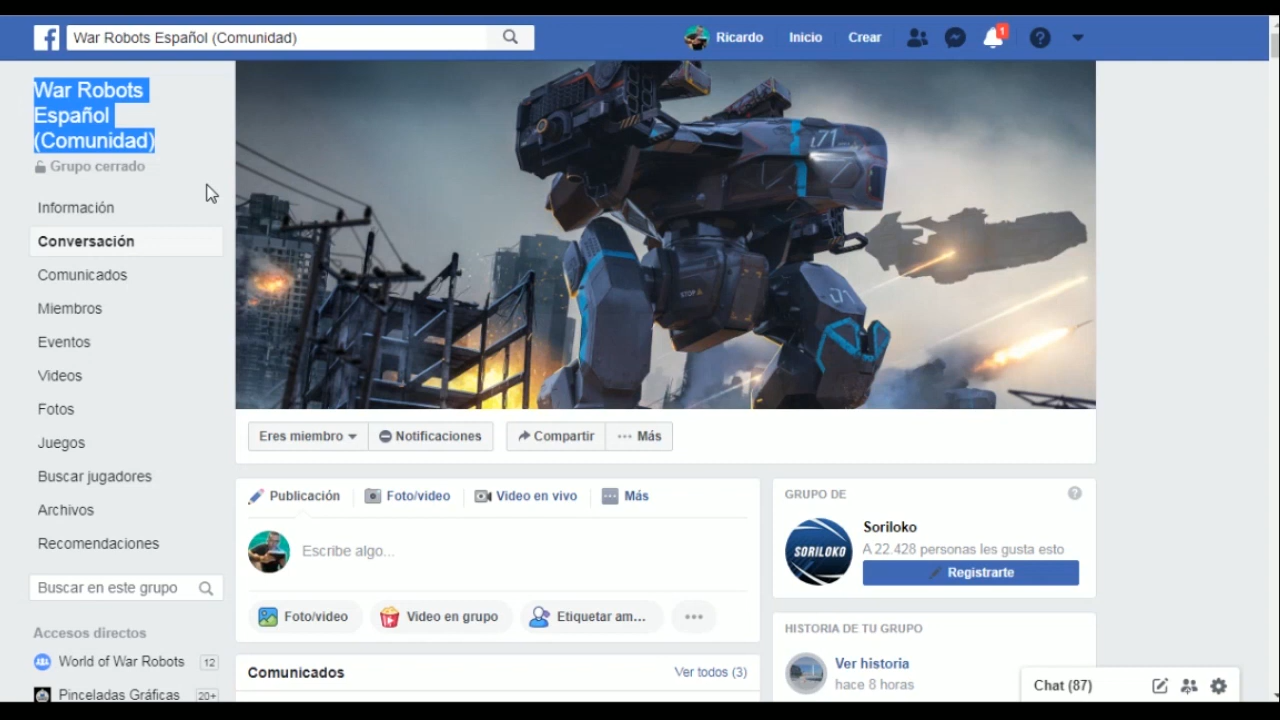 War Robots Español (Comunidad)
Ricardo
Inicio
Crear
1
War Robots
Español
(Comunidad)
Grupo cerrado
Información
Conversación
Comunicados
Miembros
Eventos
Videos
Fotos
Juegos
Buscar jugadores
Archivos
Recomendaciones
Buscar en este grupo
Accesos directos
World of War Robots 12
Pinceladas Gráficas 20+
J71
STOP
J1
Eres miembro
Notificaciones
Compartir
Más
Publicación
Foto/video
Video en vivo
Más
Escribe algo...
Foto/video
Video en grupo
Etiquetar am...
Comunicados
Ver todos (3)
GRUPO DE
SORILOKO
Soriloko
A 22.428 personas les gusta esto
Registrarte
HISTORIA DE TU GRUPO
Ver historia
hace 8 horas
Chat (87)